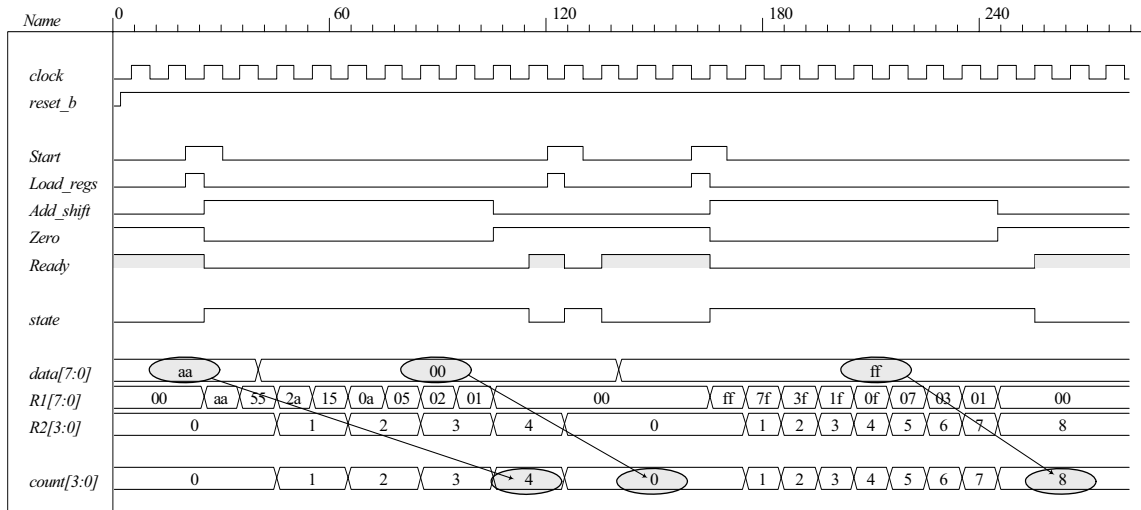 Name 0 60 120 180 240
clock
reset_b
Start
Load_regs
Add_shift
Zero
Ready
state
data[7:0] aa 00 ff
R1[7:0] 00 aa 55 2a 15 0a 05 02 01 00 ff 7f 3f 1f 0f 07 03 01 00
R2[3:0] 0 1 2 3 4 0 1 2 3 4 5 6 7 8
count[3:0] 0 1 2 3 4 0 1 2 3 4 5 6 7 8